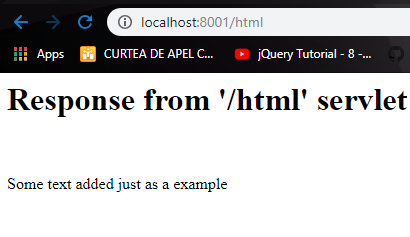 localhost:8001/html
Apps CURTEA DE APEL C... jQuery Tutorial - 8 -...
Response from '/html' servlet
Some text added just as a example